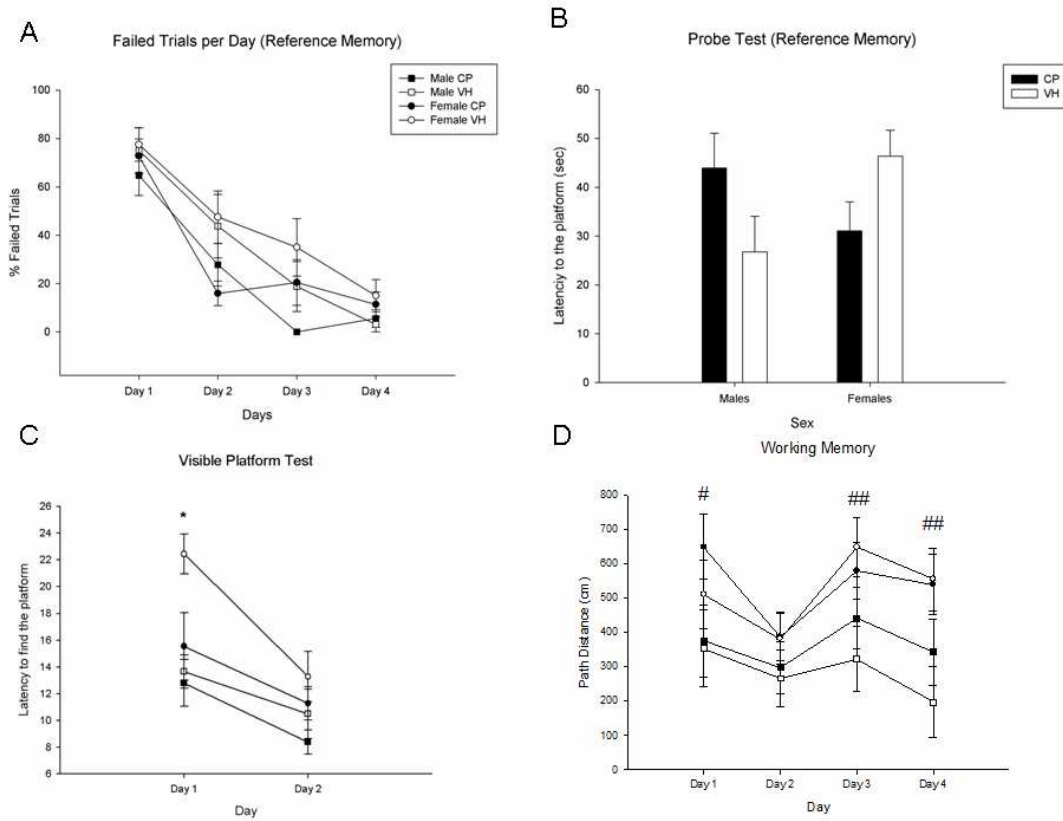 A
Failed Trials per Day (Reference Memory)
Male CP
Male VH
Female CP
Female VH
% Failed Trials
100
80
60
40
20
0
Day 1 Day 2 Day 3 Day 4
Days
B
Probe Test (Reference Memory)
CP
VH
Latenciy to the platform (sec)
60
50
40
30
20
10
0
Males Females
Sex
C
Visible Platform Test
Latency to find the platform
26
24
22
20
18
16
14
12
10
8
6
*
Day 1 Day 2
Day
D
Working Memory
Path Distance (cm)
800
700
600
500
400
300
200
100
0
# ## ##
Day 1 Day 2 Day 3 Day 4
Day